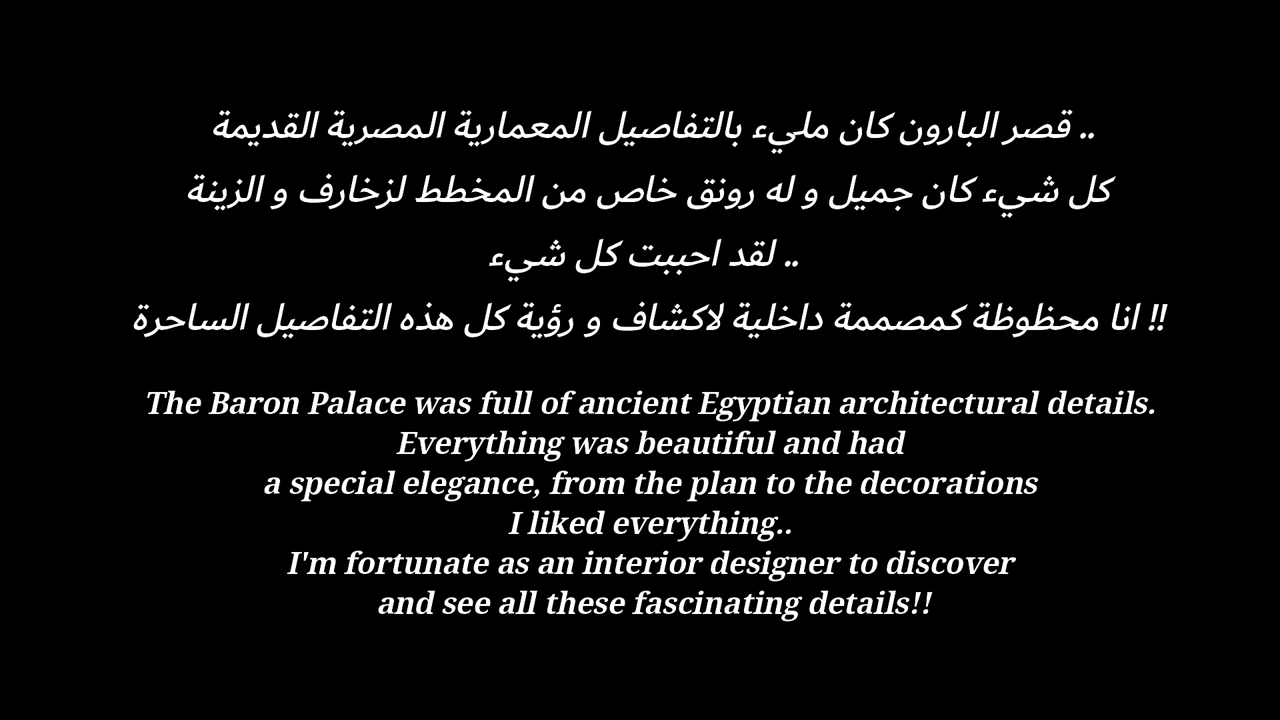 .. قصر البارون كان مليء بالتفاصيل المعمارية المصرية القديمة
كل شيء كان جميل و له رونق خاص من المخطط لزخارف و الزينة
.. لقد احببت كل شيء
!! انا محظوظة كمصممة داخلية لاكشاف و رؤية كل هذه التفاصيل الساحرة
The Baron Palace was full of ancient Egyptian architectural details.
Everything was beautiful and had
a special elegance, from the plan to the decorations
I liked everything..
I'm fortunate as an interior designer to discover
and see all these fascinating details!!